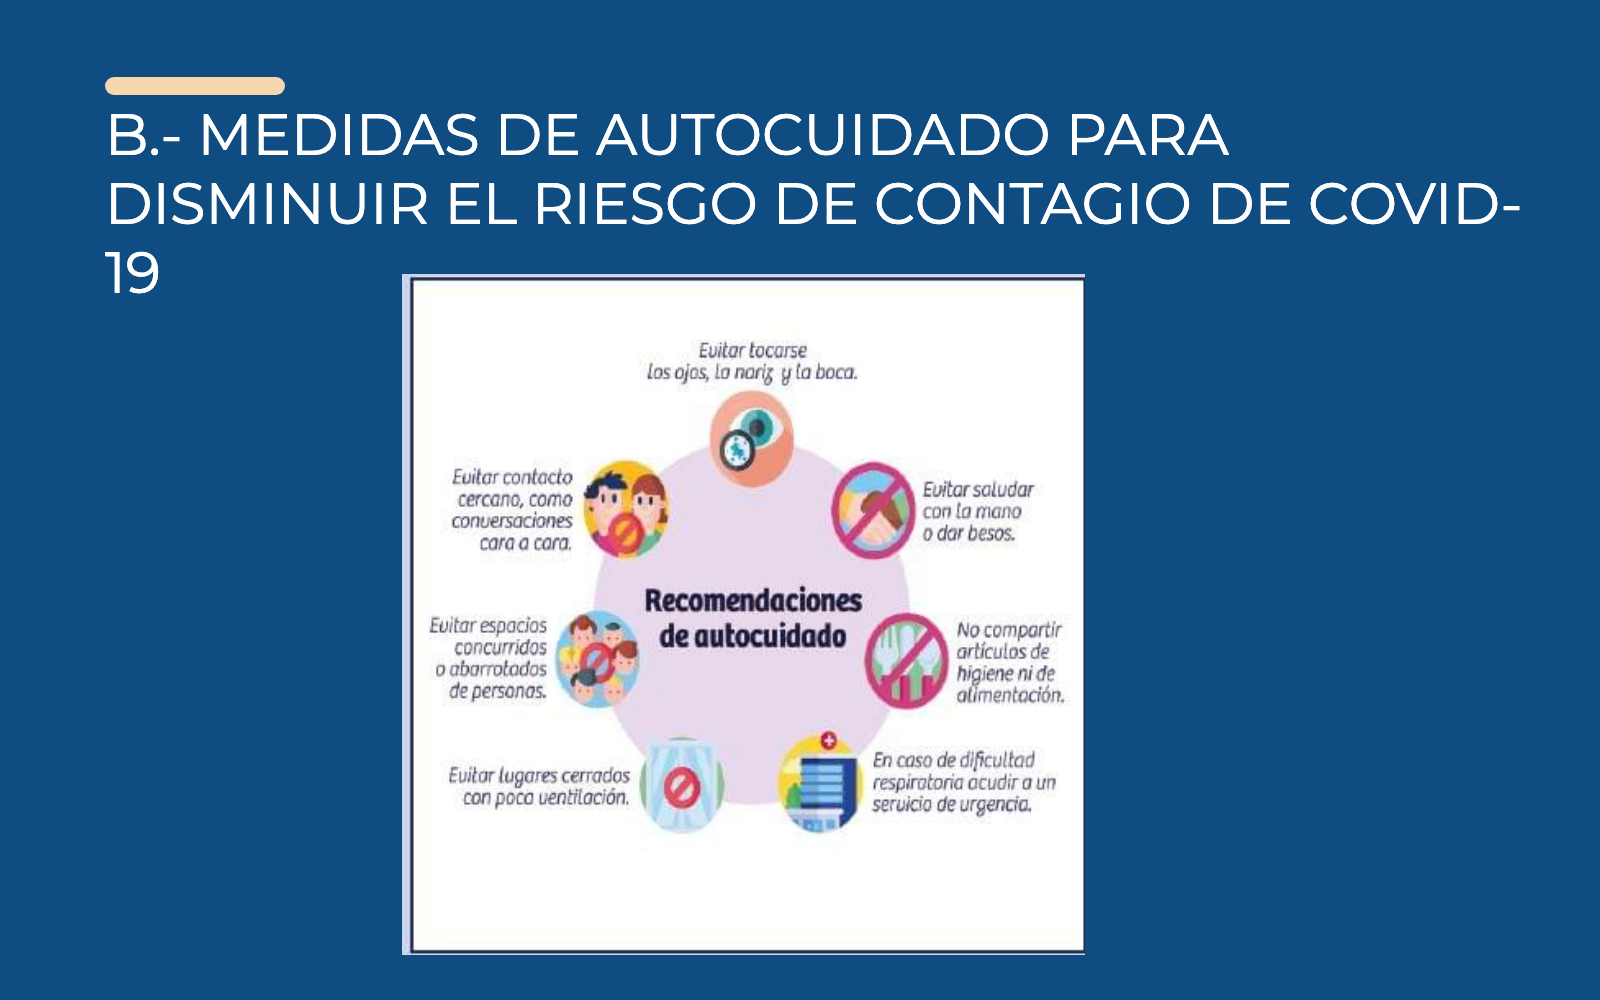 B.- MEDIDAS DE AUTOCUIDADO PARA
DISMINUIR EL RIESGO DE CONTAGIO DE COVID-
19
Evitar tocarse
los ojos, la nariz y la boca.
Evitar contacto
cercano, como
conversaciones
cara a cara.
Evitar saludar
con la mano
o dar besos.
Recomendaciones
de autocuidado
Evitar espacios
concurridos
o abarrotados
de personas.
No compartir
artículos de
higiene ni de
alimentación.
Evitar lugares cerrados
con poca ventilación.
En caso de dificultad
respiratoria acudir a un
servicio de urgencia.